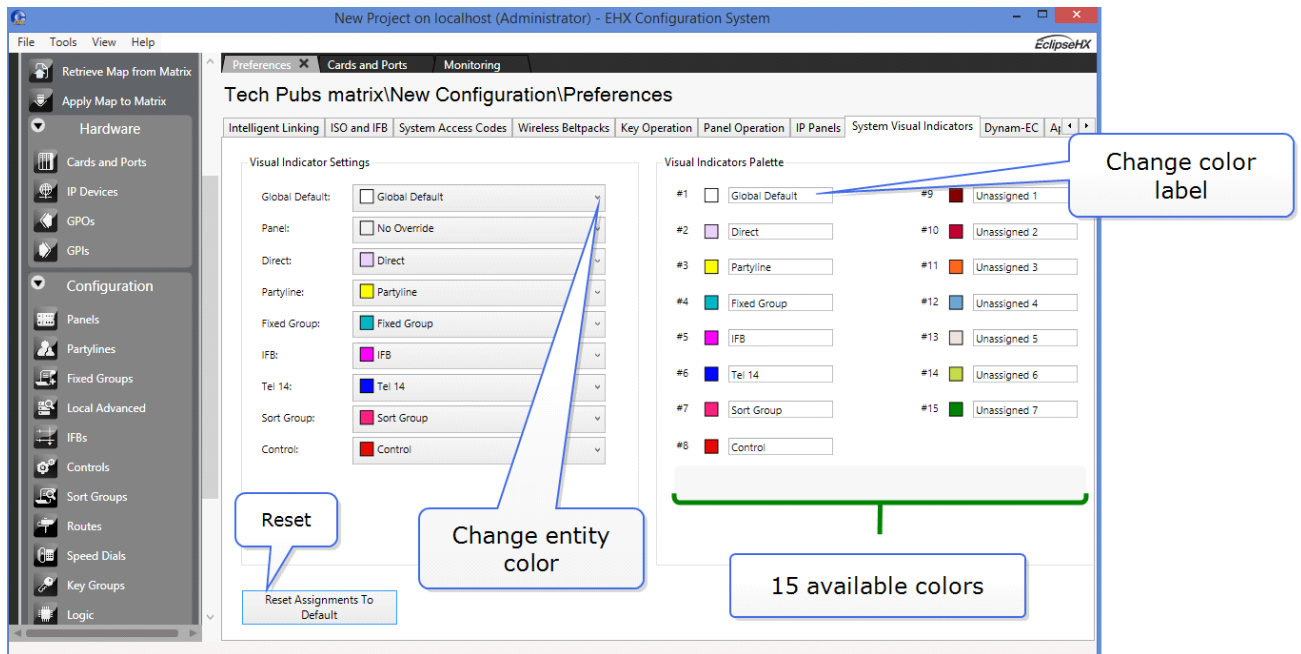 New Project on localhost (Administrator) - EHX Configuration System
File Tools View Help
EclipseHX
Retrieve Map from Matrix
Apply Map to Matrix
Hardware
Cards and Ports
IP Devices
GPOs
GPIs
Configuration
Panels
Partylines
Fixed Groups
Local Advanced
IFBs
Controls
Sort Groups
Routes
Speed Dials
Key Groups
Logic
Preferences Cards and Ports Monitoring
Tech Pubs matrix\New Configuration\Preferences
Intelligent Linking ISO and IFB System Access Codes Wireless Beltpacks Key Operation Panel Operation IP Panels System Visual Indicators Dynam-EC
Visual Indicator Settings
Global Default: Global Default
Panel: No Override
Direct: Direct
Partyline: Partyline
Fixed Group: Fixed Group
IFB: IFB
Tel 14: Tel 14
Sort Group: Sort Group
Control: Control
Reset
Change entity
color
Reset Assignments To
Default
Visual Indicators Palette
#1 Global Default
#2 Direct
#3 Partyline
#4 Fixed Group
#5 IFB
#6 Tel 14
#7 Sort Group
#8 Control
#9 Unassigned 1
#10 Unassigned 2
#11 Unassigned 3
#12 Unassigned 4
#13 Unassigned 5
#14 Unassigned 6
#15 Unassigned 7
Change color
label
15 available colors